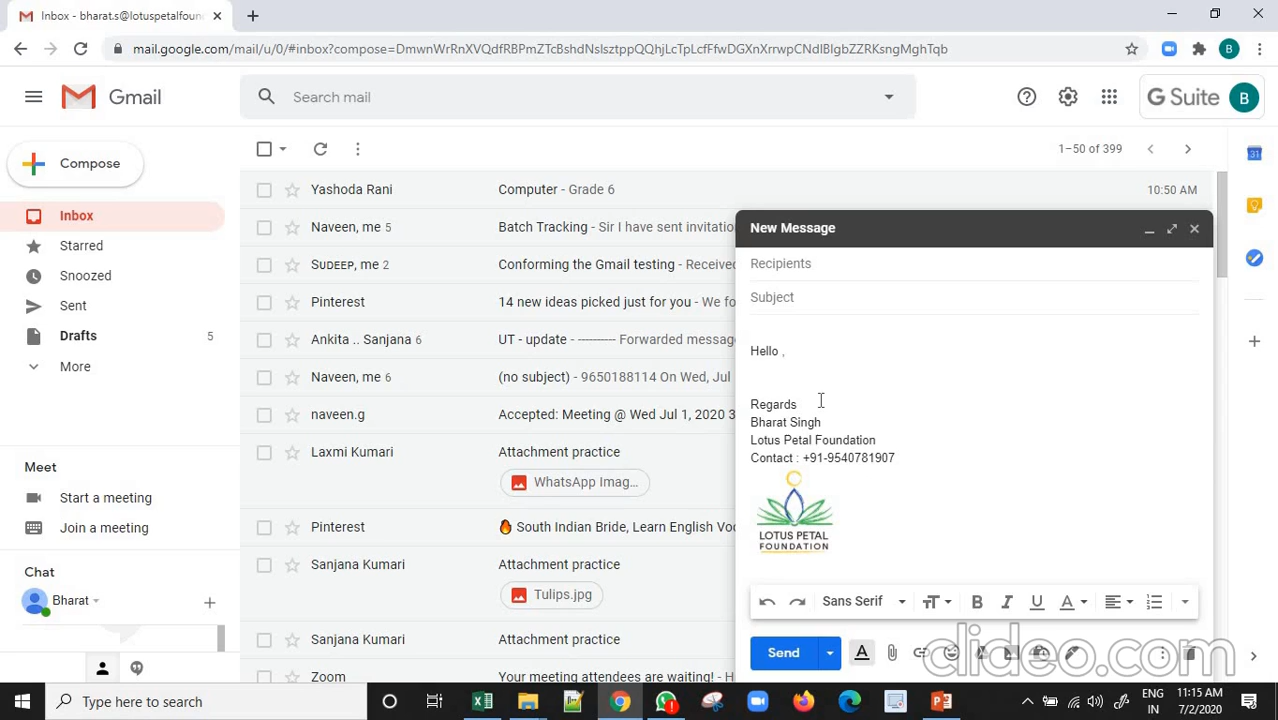 Inbox - bharat.s@lotuspetalfoun
mail.google.com/mail/u/0/#inbox?compose=DmwnWrRnXVQdfRBPmZTcBshdNslsztppQQhjLcTpLcfFfwDGXnXrrwpCNdlBlgbZZRKsngMghTqb
B
Gmail
Search mail
G Suite B
Compose
1–50 of 399
31
Inbox
Starred
Snoozed
Sent
Drafts 5
More
Meet
Start a meeting
Join a meeting
Chat
Bharat
Yashoda Rani Computer - Grade 6 10:50 AM
Naveen, me 5 Batch Tracking - Sir I have sent invitatio
Sudeep, me 2 Conforming the Gmail testing - Received
Pinterest 14 new ideas picked just for you - We fo
Ankita .. Sanjana 6 UT - update - ---------- Forwarded messag
Naveen, me 6 (no subject) - 9650188114 On Wed, Jul
naveen.g Accepted: Meeting @ Wed Jul 1, 2020 3
Laxmi Kumari Attachment practice
WhatsApp Imag...
Pinterest South Indian Bride, Learn English Voc
Sanjana Kumari Attachment practice
Tulips.jpg
Sanjana Kumari Attachment practice
Zoom Your meeting attendees are waiting! -
New Message
Recipients
Subject
Hello ,
Regards
Bharat Singh
Lotus Petal Foundation
Contact : +91-9540781907
LOTUS PETAL
FOUNDATION
Sans Serif
B I U A
Send A
clideo.com
Type here to search
ENG
IN
11:15 AM
7/2/2020